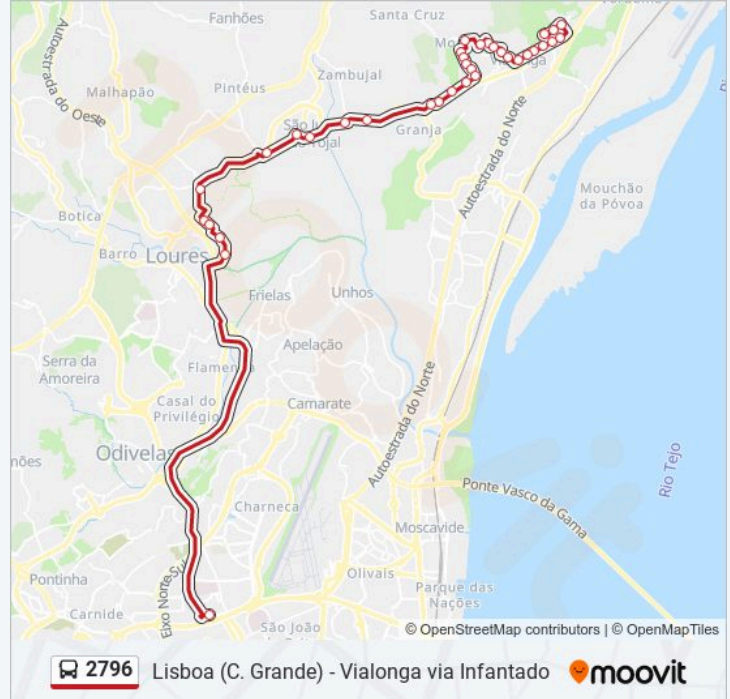 Fanhões
Santa Cruz
Autoestrada do Oeste
Malhapão
Pintéus
Zambujal
Granja
Autoestrada do Norte
Mouchão
da Póvoa
Botica
Barro
Loures
Frielas
Unhos
Serra da
Amoreira
Apelação
Casal do
Privilégio
Camarate
Autoestrada do Norte
Charneca
Ponte Vasco da Gama
Rio Tejo
Moscavide
Pontinha
Olivais
Parque das
Nações
Carnide
Eixo Norte-Su
São João
© OpenStreetMap contributors | © OpenMapTiles
2796 Lisboa (C. Grande) - Vialonga via Infantado moovit